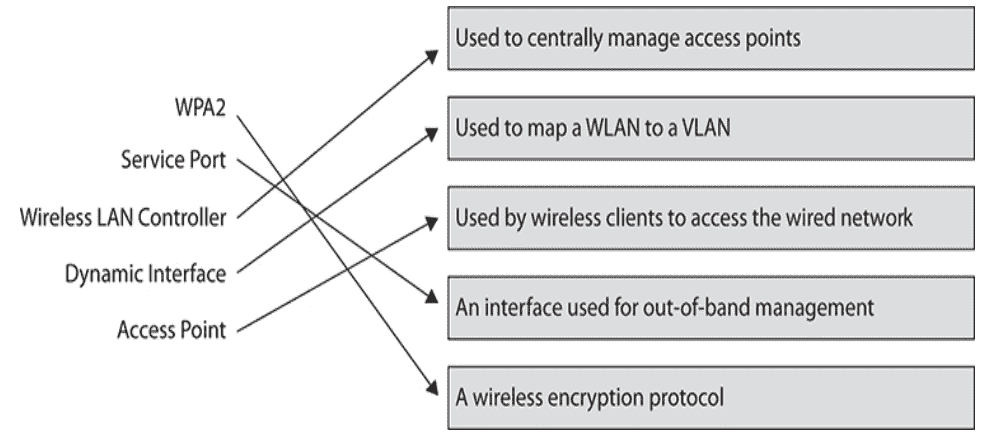 WPA2
Service Port
Wireless LAN Controller
Dynamic Interface
Access Point
Used to centrally manage access points
Used to map a WLAN to a VLAN
Used by wireless clients to access the wired network
An interface used for out-of-band management
A wireless encryption protocol